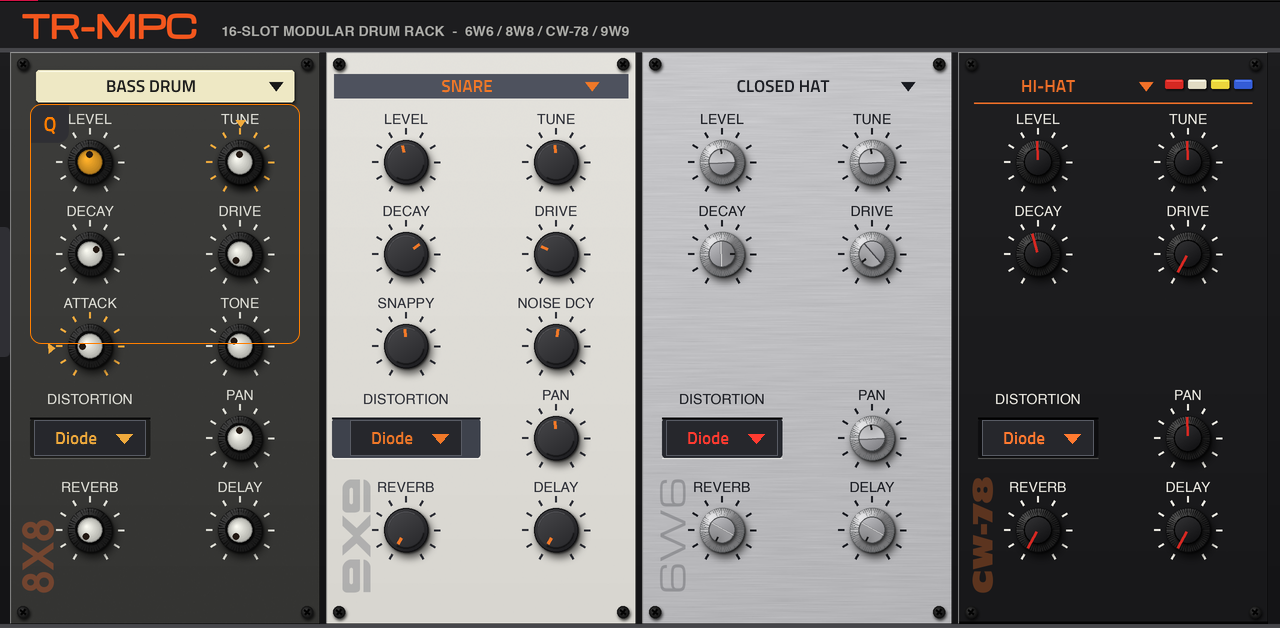 TR-MPC
16-SLOT MODULAR DRUM RACK - 6W6 / 8W8 / CW-78 / 9W9
BASS DRUM
Q
LEVEL TUNE
DECAY DRIVE
ATTACK TONE
DISTORTION PAN
Diode
REVERB DELAY
8X8
SNARE
LEVEL TUNE
DECAY DRIVE
SNAPPY NOISE DCY
DISTORTION PAN
Diode
REVERB DELAY
9X9
CLOSED HAT
LEVEL TUNE
DECAY DRIVE
DISTORTION PAN
Diode
REVERB DELAY
6W6
HI-HAT
LEVEL TUNE
DECAY DRIVE
DISTORTION PAN
Diode
REVERB DELAY
CW-78